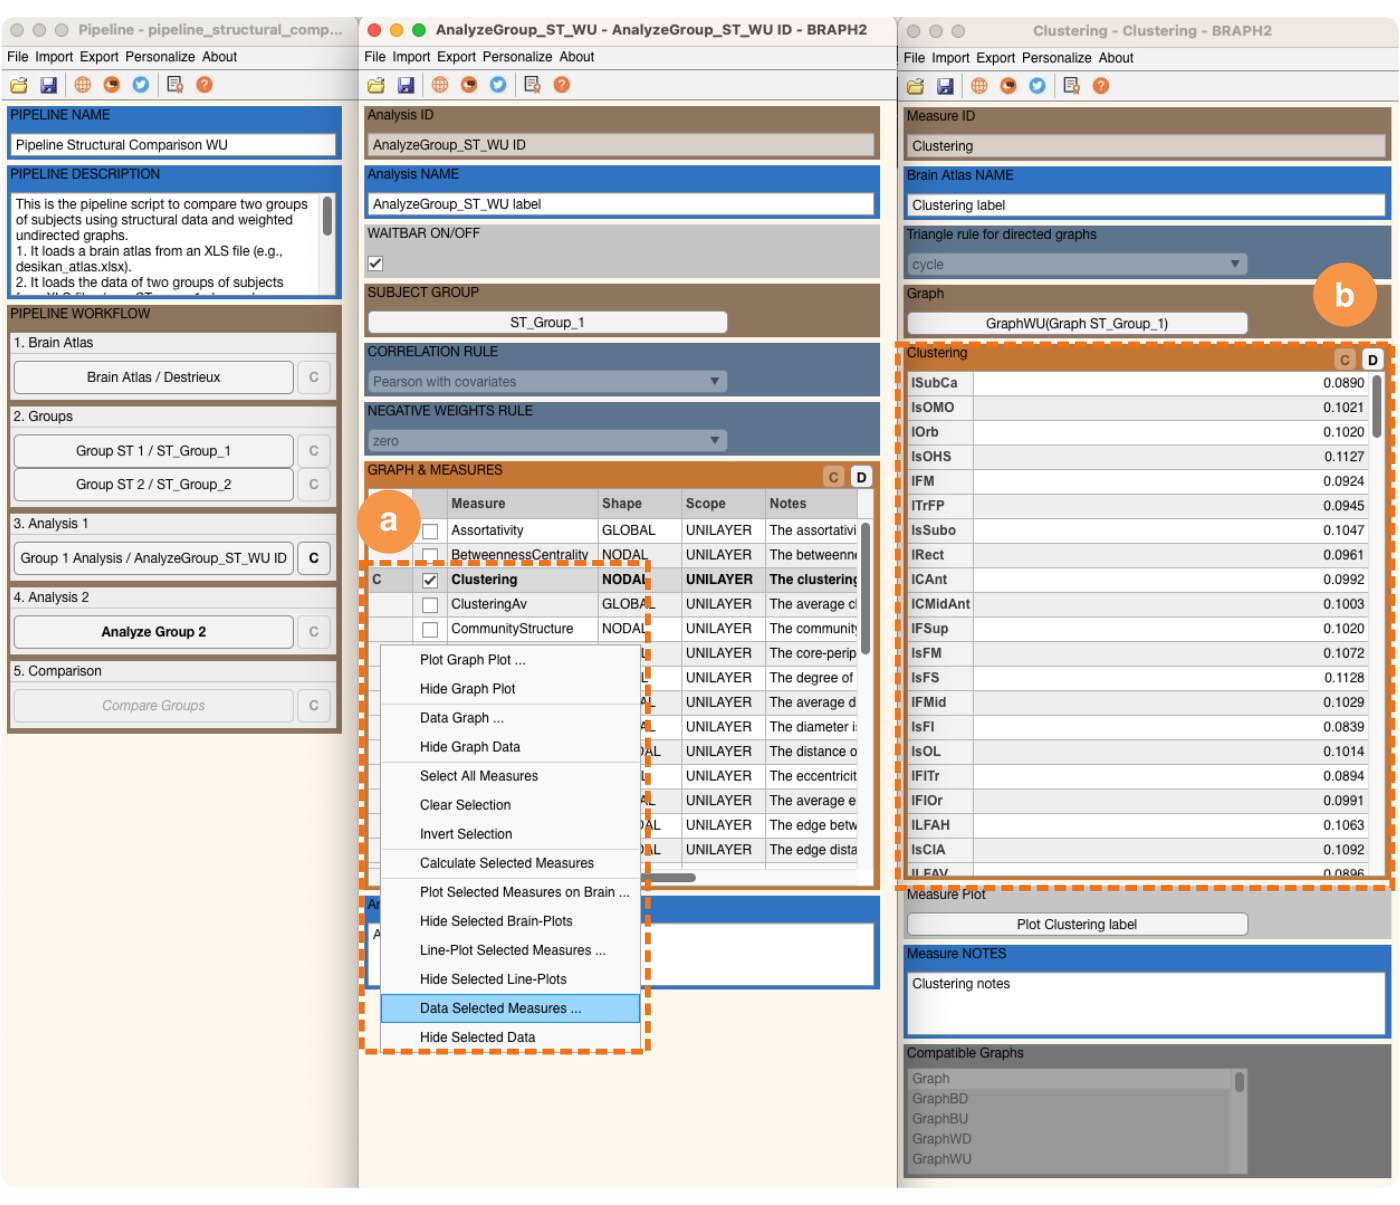 Pipeline - pipeline_structural_comp...
File Import Export Personalize About
PIPELINE NAME
Pipeline Structural Comparison WU
PIPELINE DESCRIPTION
This is the pipeline script to compare two groups
of subjects using structural data and weighted
undirected graphs.
1. It loads a brain atlas from an XLS file (e.g.,
desikan_atlas.xlsx).
2. It loads the data of two groups of subjects
PIPELINE WORKFLOW
1. Brain Atlas
Brain Atlas / Destrieux C
2. Groups
Group ST 1 / ST_Group_1 C
Group ST 2 / ST_Group_2 C
3. Analysis 1
Group 1 Analysis / AnalyzeGroup_ST_WU ID C
4. Analysis 2
Analyze Group 2 C
5. Comparison
Compare Groups C
AnalyzeGroup_ST_WU - AnalyzeGroup_ST_WU ID - BRAPH2
File Import Export Personalize About
Analysis ID
AnalyzeGroup_ST_WU ID
Analysis NAME
AnalyzeGroup_ST_WU label
WAITBAR ON/OFF
SUBJECT GROUP
ST_Group_1
CORRELATION RULE
Pearson with covariates
NEGATIVE WEIGHTS RULE
zero
GRAPH & MEASURES C D
Measure Shape Scope Notes
a
Assortativity GLOBAL UNILAYER The assortativi
BetweennessCentrality NODAL UNILAYER The betweenne
C Clustering NODAL UNILAYER The clustering
ClusteringAv GLOBAL UNILAYER The average cl
CommunityStructure NODAL UNILAYER The community
L UNILAYER The core-perip
L UNILAYER The degree of
AL UNILAYER The average d
AL UNILAYER The diameter i
DAL UNILAYER The distance o
L UNILAYER The eccentricit
AL UNILAYER The average e
DAL UNILAYER The edge betw
DAL UNILAYER The edge dista
Plot Graph Plot ...
Hide Graph Plot
Data Graph ...
Hide Graph Data
Select All Measures
Clear Selection
Invert Selection
Calculate Selected Measures
Plot Selected Measures on Brain ...
Hide Selected Brain-Plots
Line-Plot Selected Measures ...
Hide Selected Line-Plots
Data Selected Measures ...
Hide Selected Data
An
A
Clustering - Clustering - BRAPH2
File Import Export Personalize About
Measure ID
Clustering
Brain Atlas NAME
Clustering label
Triangle rule for directed graphs
cycle
b
Graph
GraphWU(Graph ST_Group_1)
Clustering C D
lSubCa 0.0890
lsOMO 0.1021
lOrb 0.1020
lsOHS 0.1127
lFM 0.0924
lTrFP 0.0945
lsSubo 0.1047
lRect 0.0961
lCAnt 0.0992
lCMidAnt 0.1003
lFSup 0.1020
lsFM 0.1072
lsFS 0.1128
lFMid 0.1029
lsFI 0.0839
lsOL 0.1014
lFITr 0.0894
lFIOr 0.0991
lLFAH 0.1063
lsCIA 0.1092
lLFAV 0.0896
Measure Plot
Plot Clustering label
Measure NOTES
Clustering notes
Compatible Graphs
Graph
GraphBD
GraphBU
GraphWD
GraphWU